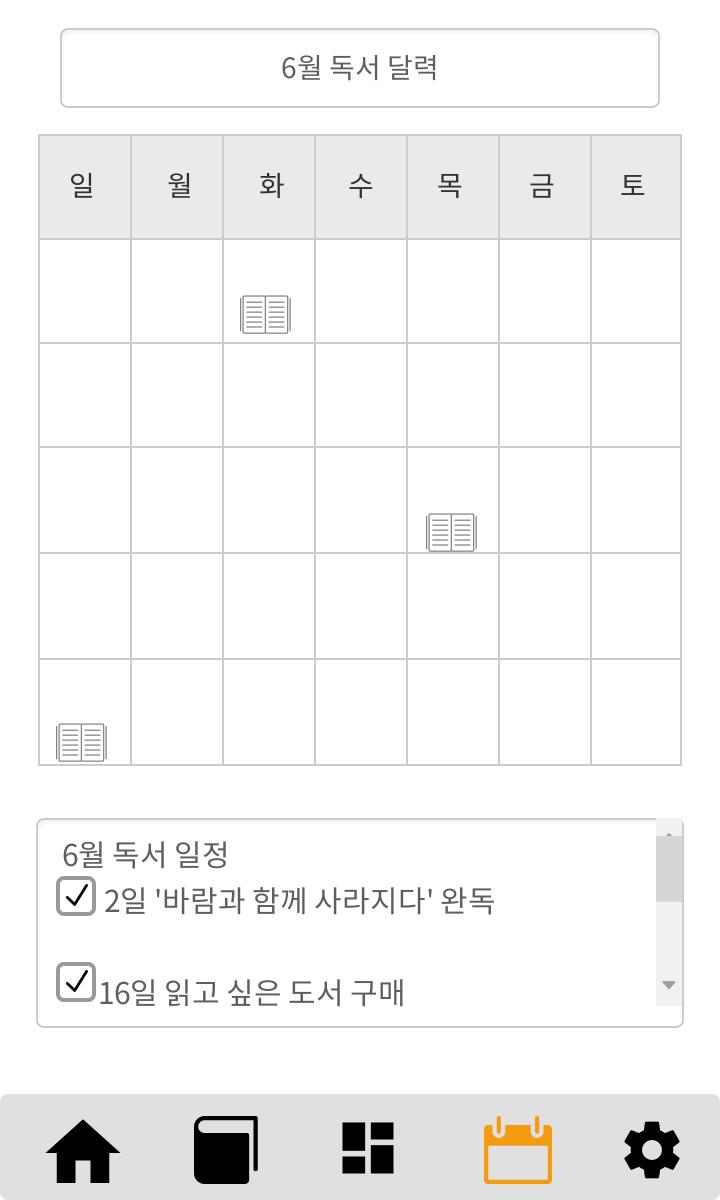 6월 독서 달력
일 월 화 수 목 금 토
6월 독서 일정
2일 '바람과 함께 사라지다' 완독
16일 읽고 싶은 도서 구매